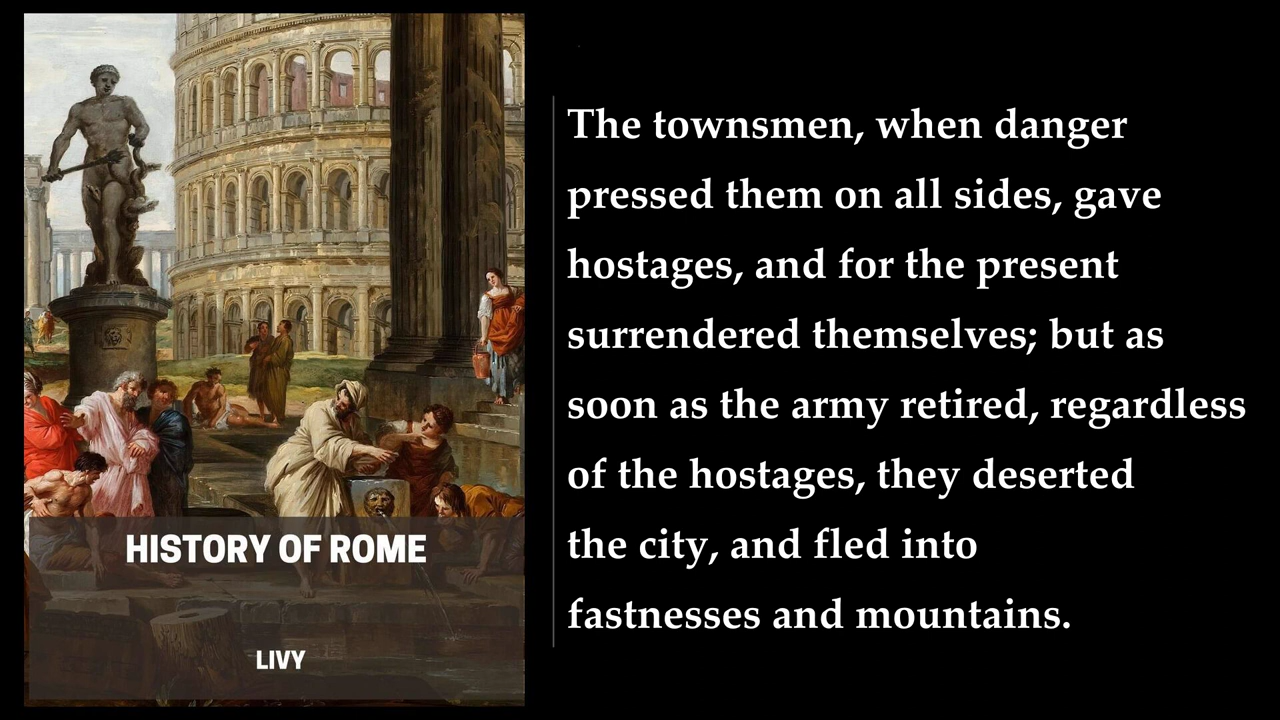 HISTORY OF ROME
LIVY
The townsmen, when danger
pressed them on all sides, gave
hostages, and for the present
surrendered themselves; but as
soon as the army retired, regardless
of the hostages, they deserted
the city, and fled into
fastnesses and mountains.